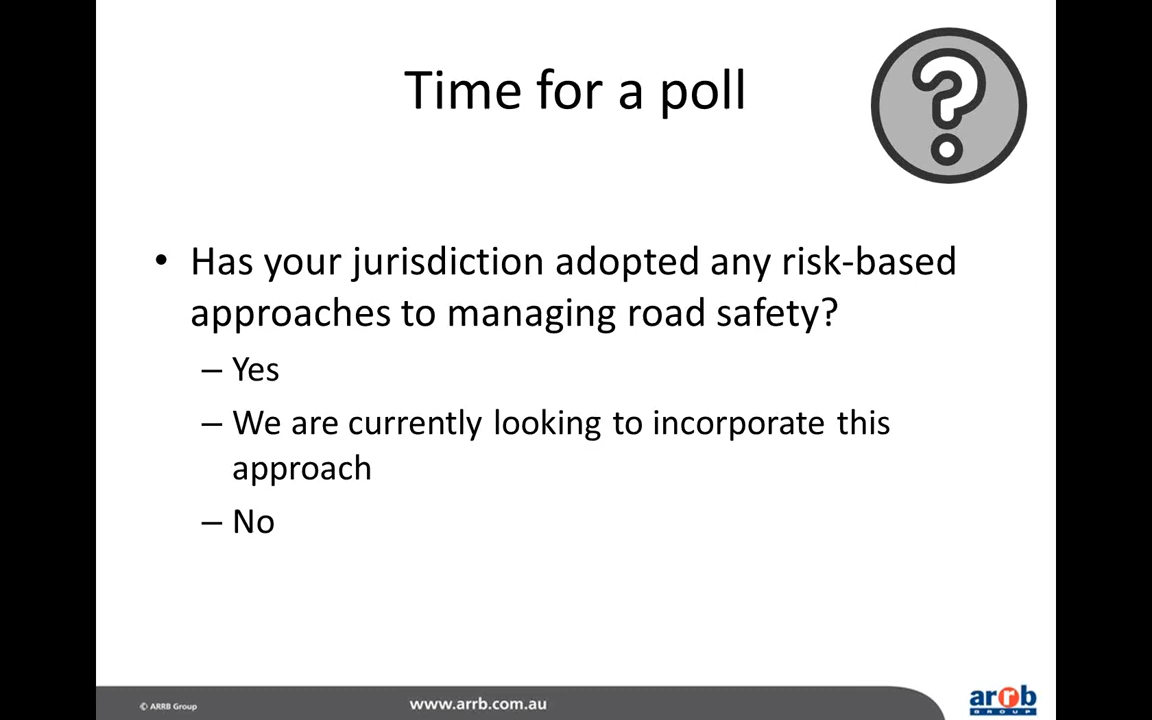 Time for a poll
?
• Has your jurisdiction adopted any risk-based
approaches to managing road safety?
– Yes
– We are currently looking to incorporate this
approach
– No
© ARRB Group
www.arrb.com.au
arrb
GROUP